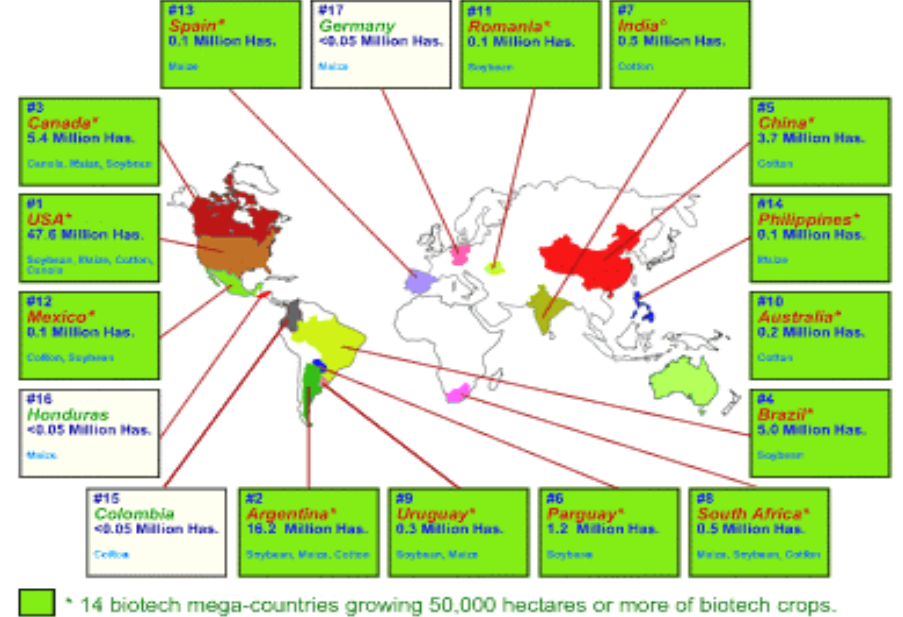 #13
Spain*
0.1 Million Has.
Maize
#17
Germany
<0.05 Million Has.
Maize
#11
Romania*
0.1 Million Has.
Soybean
#7
India*
0.5 Million Has.
Cotton
#3
Canada*
5.4 Million Has.
Canola, Maize, Soybean
#5
China*
3.7 Million Has.
Cotton
#1
USA*
47.6 Million Has.
Soybean, Maize, Cotton,
Canola
#14
Philippines*
0.1 Million Has.
Maize
#12
Mexico*
0.1 Million Has.
Cotton, Soybean
#10
Australia*
0.2 Million Has.
Cotton
#16
Honduras
<0.05 Million Has.
Maize
#4
Brazil*
5.0 Million Has.
Soybean
#15
Colombia
<0.05 Million Has.
Cotton
#2
Argentina*
16.2 Million Has.
Soybean, Maize, Cotton
#9
Uruguay*
0.3 Million Has.
Soybean, Maize
#6
Parguay*
1.2 Million Has.
Soybean
#8
South Africa*
0.5 Million Has.
Maize, Soybean, Cotton
* 14 biotech mega-countries growing 50,000 hectares or more of biotech crops.